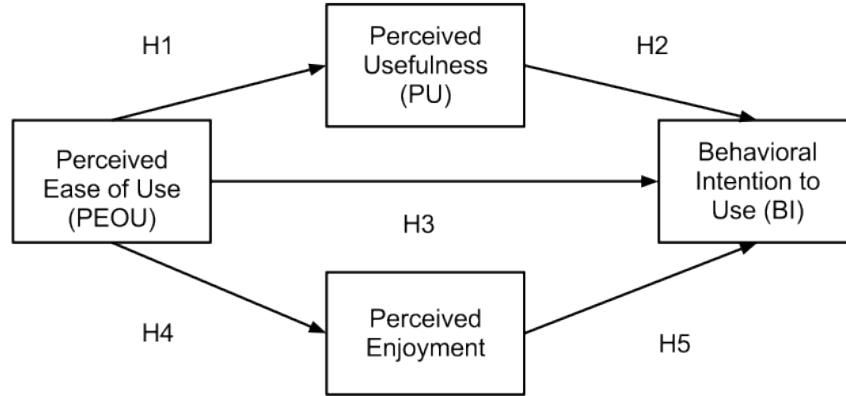 H1
Perceived
Usefulness
(PU)
H2
Perceived
Ease of Use
(PEOU)
Behavioral
Intention to
Use (BI)
H3
H4
Perceived
Enjoyment
H5